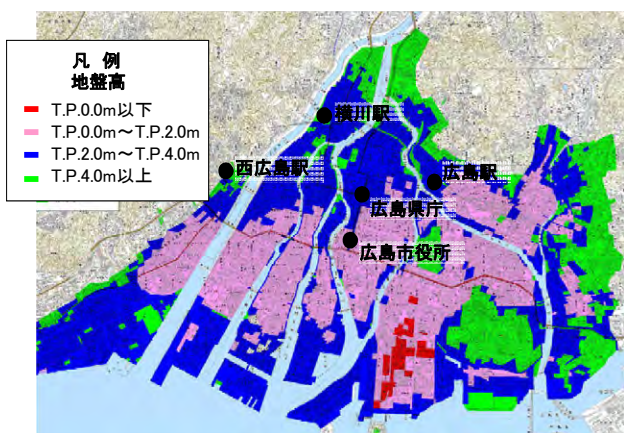 凡 例
地盤高
T.P.0.0m以下
T.P.0.0m～T.P.2.0m
T.P.2.0m～T.P.4.0m
T.P.4.0m以上
横川駅
西広島駅
広島駅
広島県庁
広島市役所